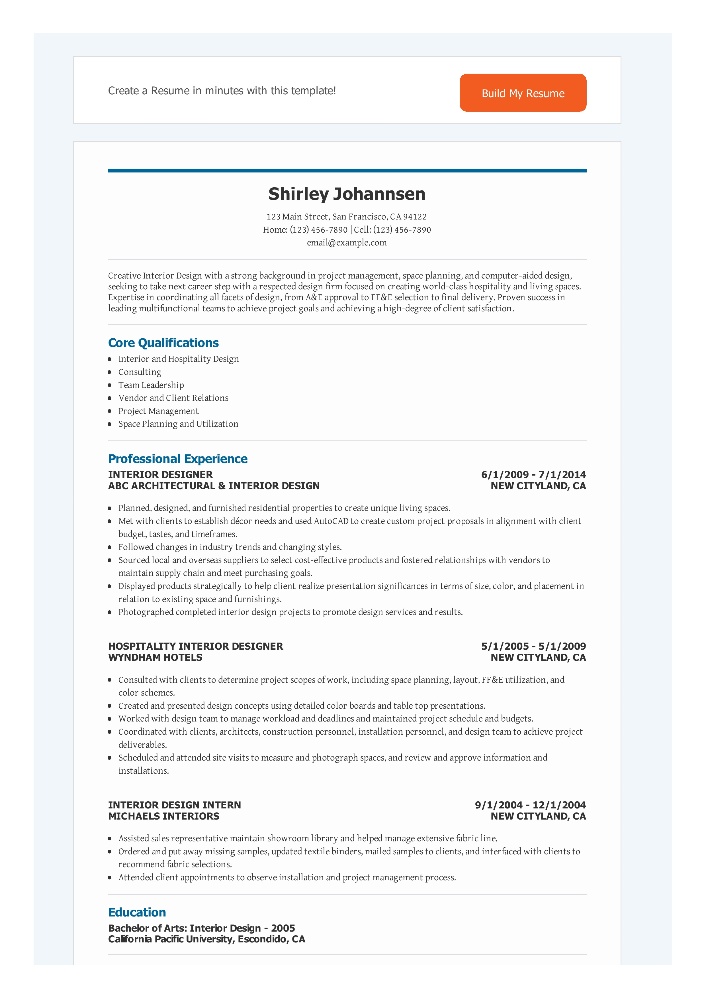 Create a Resume in minutes with this template!
Build My Resume
Shirley Johannsen
123 Main Street, San Francisco, CA 94122
Home: (123) 456-7890 | Cell: (123) 456-7890
email@example.com
Creative Interior Design with a strong background in project management, space planning, and computer-aided design,
seeking to take next career step with a respected design firm focused on creating world-class hospitality and living spaces.
Expertise in coordinating all facets of design, from A&E approval to FF&E selection to final delivery. Proven success in
leading multifunctional teams to achieve project goals and achieving a high-degree of client satisfaction.
Core Qualifications
• Interior and Hospitality Design
• Consulting
• Team Leadership
• Vendor and Client Relations
• Project Management
• Space Planning and Utilization
Professional Experience
INTERIOR DESIGNER 6/1/2009 - 7/1/2014
ABC ARCHITECTURAL & INTERIOR DESIGN NEW CITYLAND, CA
• Planned, designed, and furnished residential properties to create unique living spaces.
• Met with clients to establish décor needs and used AutoCAD to create custom project proposals in alignment with client
budget, tastes, and timeframes.
• Followed changes in industry trends and changing styles.
• Sourced local and overseas suppliers to select cost-effective products and fostered relationships with vendors to
maintain supply chain and meet purchasing goals.
• Displayed products strategically to help client realize presentation significances in terms of size, color, and placement in
relation to existing space and furnishings.
• Photographed completed interior design projects to promote design services and results.
HOSPITALITY INTERIOR DESIGNER 5/1/2005 - 5/1/2009
WYNDHAM HOTELS NEW CITYLAND, CA
• Consulted with clients to determine project scopes of work, including space planning, layout, FF&E utilization, and
color schemes.
• Created and presented design concepts using detailed color boards and table top presentations.
• Worked with design team to manage workload and deadlines and maintained project schedule and budgets.
• Coordinated with clients, architects, construction personnel, installation personnel, and design team to achieve project
deliverables.
• Scheduled and attended site visits to measure and photograph spaces, and review and approve information and
installations.
INTERIOR DESIGN INTERN 9/1/2004 - 12/1/2004
MICHAELS INTERIORS NEW CITYLAND, CA
• Assisted sales representative maintain showroom library and helped manage extensive fabric line.
• Ordered and put away missing samples, updated textile binders, mailed samples to clients, and interfaced with clients to
recommend fabric selections.
• Attended client appointments to observe installation and project management process.
Education
Bachelor of Arts: Interior Design - 2005
California Pacific University, Escondido, CA